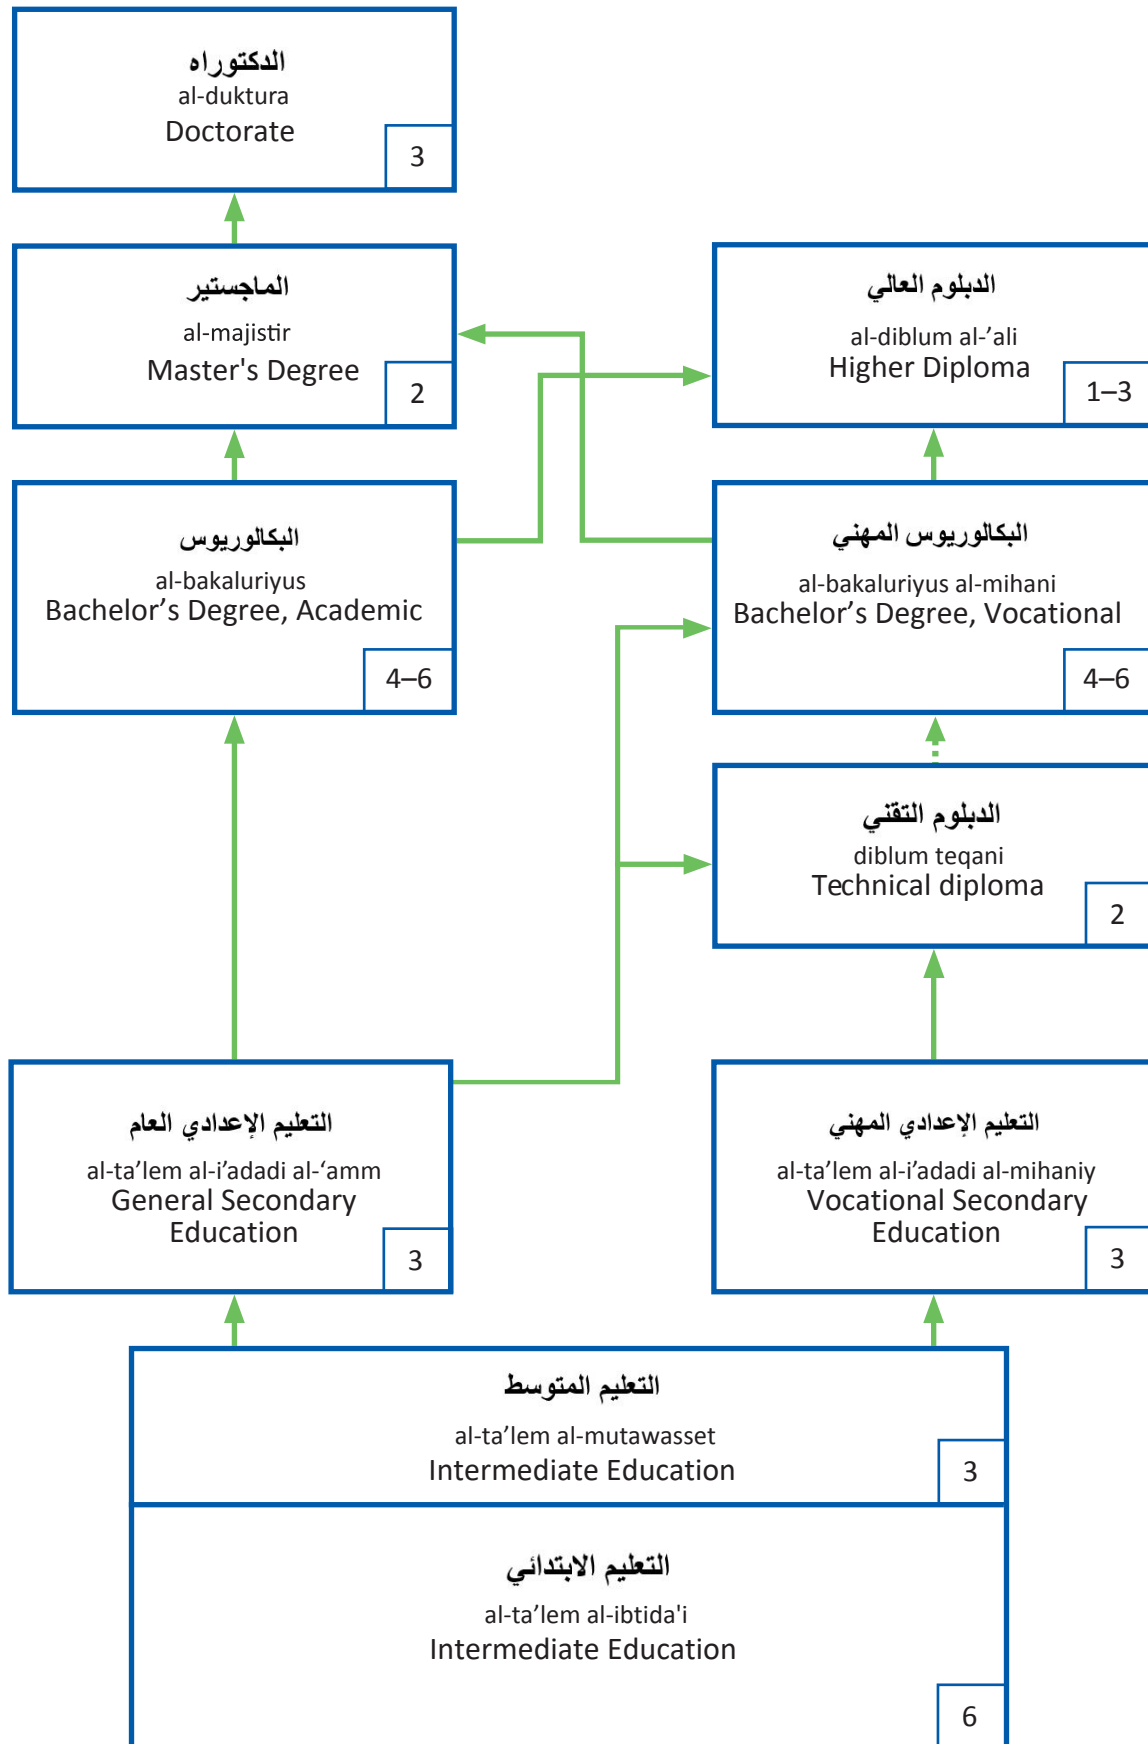 الدكتوراه
al-duktura
Doctorate
3
الماجستير
al-majistir
Master's Degree
2
الدبلوم العالي
al-diblum al-’ali
Higher Diploma
1–3
البكالوريوس
al-bakaluriyus
Bachelor’s Degree, Academic
4–6
البكالوريوس المهني
al-bakaluriyus al-mihani
Bachelor’s Degree, Vocational
4–6
الدبلوم التقني
diblum teqani
Technical diploma
2
التعليم الإعدادي العام
al-ta’lem al-i’adadi al-‘amm
General Secondary
Education
3
التعليم الإعدادي المهني
al-ta’lem al-i’adadi al-mihaniy
Vocational Secondary
Education
3
التعليم المتوسط
al-ta’lem al-mutawasset
Intermediate Education
3
التعليم الابتدائي
al-ta’lem al-ibtida'i
Intermediate Education
6